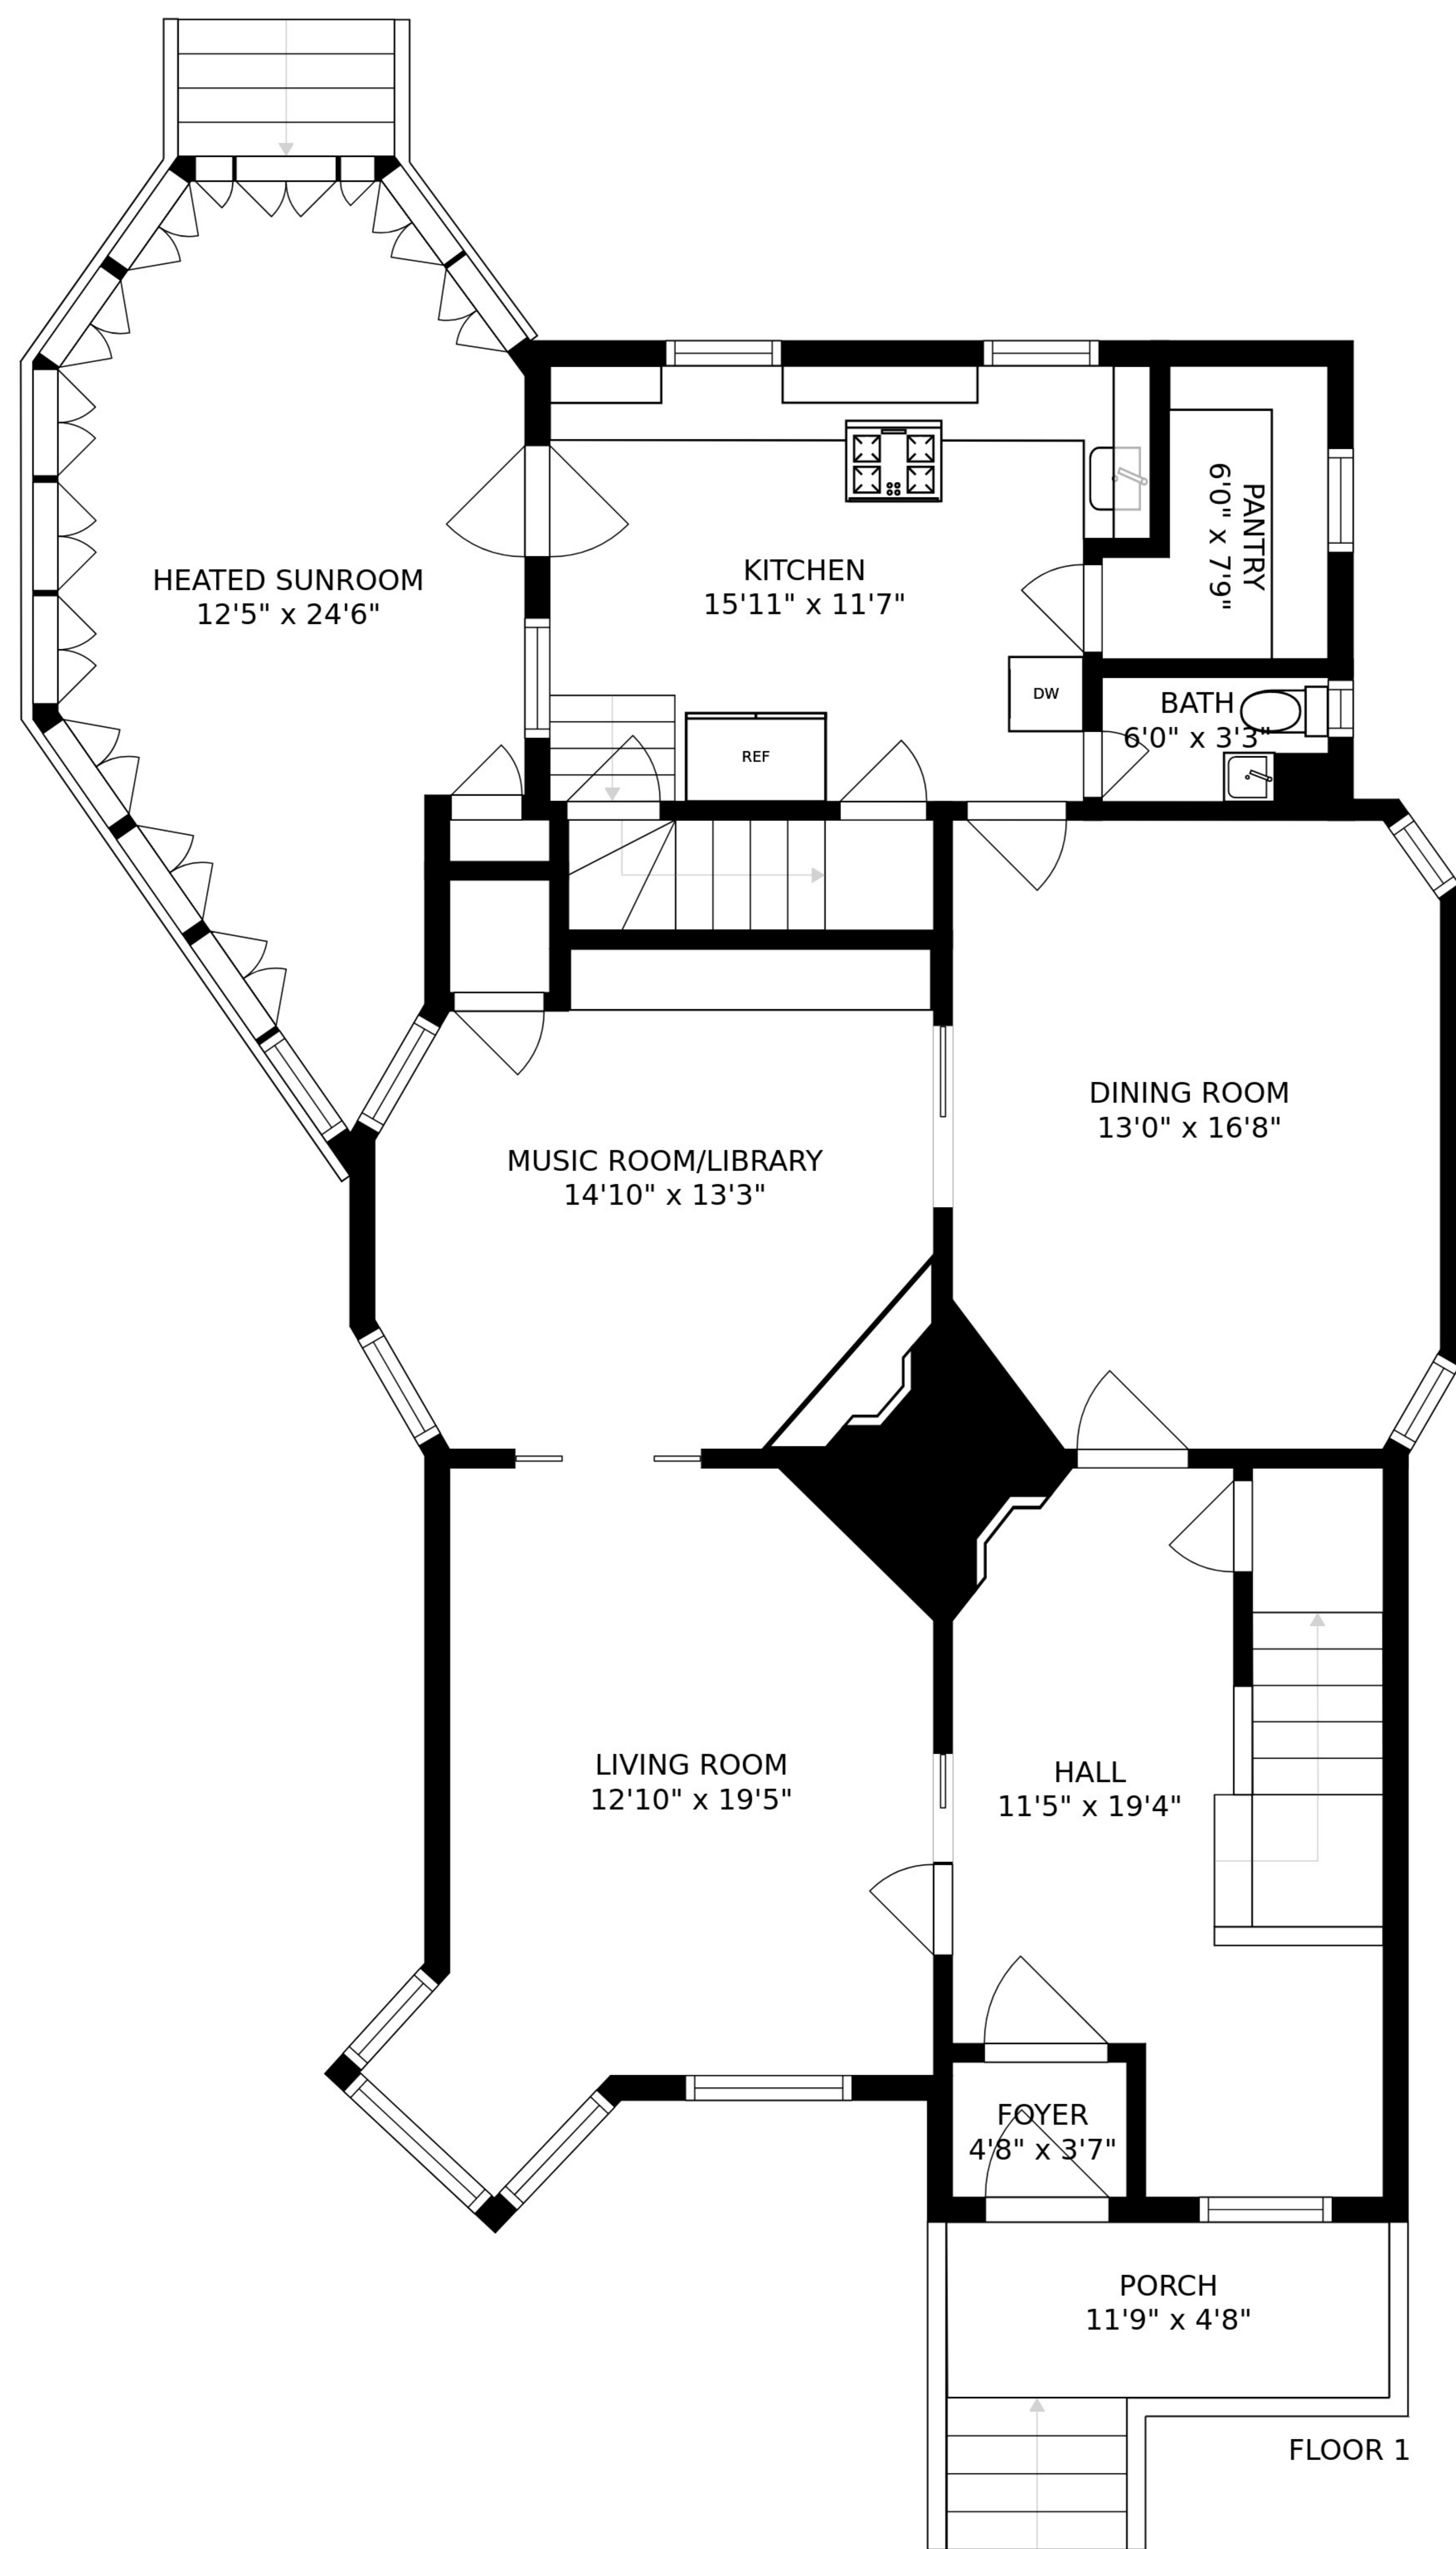 HEATED SUNROOM
12'5" x 24'6"
KITCHEN
15'11" x 11'7"
PANTRY
6'0" x 7'9"
DW
REF
BATH
6'0" x 3'3"
DINING ROOM
13'0" x 16'8"
MUSIC ROOM/LIBRARY
14'10" x 13'3"
LIVING ROOM
12'10" x 19'5"
HALL
11'5" x 19'4"
FOYER
4'8" x 3'7"
PORCH
11'9" x 4'8"
FLOOR 1